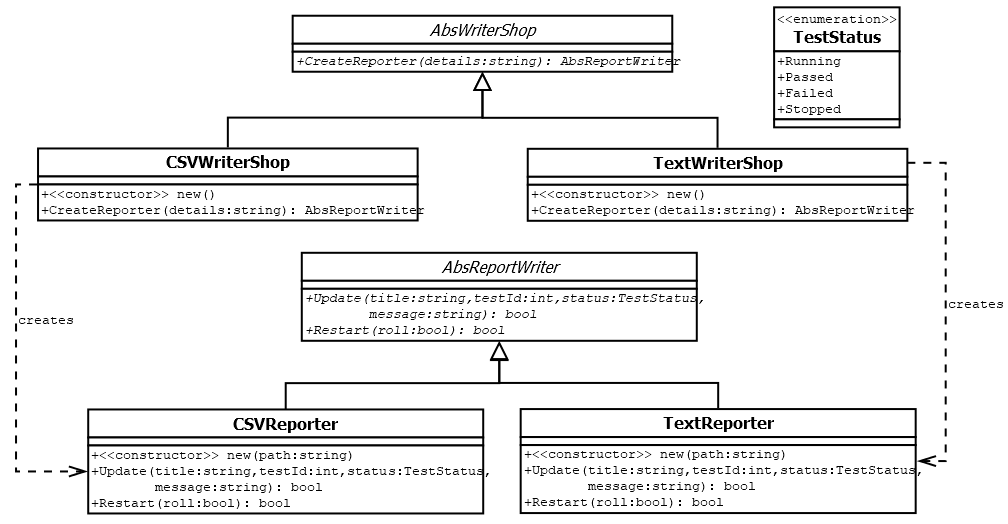 AbsWriterShop
+CreateReporter(details:string): AbsReportWriter
<<enumeration>>
TestStatus
+Running
+Passed
+Failed
+Stopped
CSVWriterShop
+<<constructor>> new()
+CreateReporter(details:string): AbsReportWriter
TextWriterShop
+<<constructor>> new()
+CreateReporter(details:string): AbsReportWriter
AbsReportWriter
+Update(title:string,testId:int,status:TestStatus,
message:string): bool
+Restart(roll:bool): bool
creates
creates
CSVReporter
+<<constructor>> new(path:string)
+Update(title:string,testId:int,status:TestStatus,
message:string): bool
+Restart(roll:bool): bool
TextReporter
+<<constructor>> new(path:string)
+Update(title:string,testId:int,status:TestStatus,
message:string): bool
+Restart(roll:bool): bool